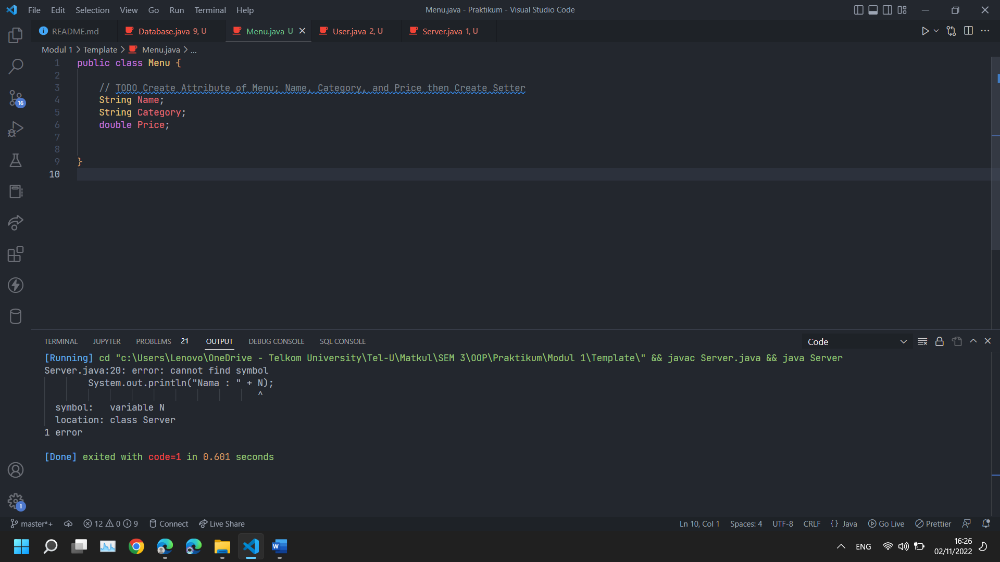 File Edit Selection View Go Run Terminal Help
Menu.java - Praktikum - Visual Studio Code
README.md
Database.java 9, U
Menu.java U
User.java 2, U
Server.java 1, U
Modul 1 > Template > Menu.java > ...
1 public class Menu {
2
3 // TODO Create Attribute of Menu; Name, Category, and Price then Create Setter
4 String Name;
5 String Category;
6 double Price;
7
8
9 }
10
16
TERMINAL JUPYTER PROBLEMS 21 OUTPUT DEBUG CONSOLE SQL CONSOLE
Code
[Running] cd "c:\Users\Lenovo\OneDrive - Telkom University\Tel-U\Matkul\SEM 3\OOP\Praktikum\Modul 1\Template\" && javac Server.java && java Server
Server.java:20: error: cannot find symbol
System.out.println("Nama : " + N);
^
symbol: variable N
location: class Server
1 error
[Done] exited with code=1 in 0.601 seconds
1
master*+ 12 0 9 Connect Live Share
Ln 10, Col 1 Spaces: 4 UTF-8 CRLF {} Java Go Live Prettier
W
ENG
16:26
02/11/2022